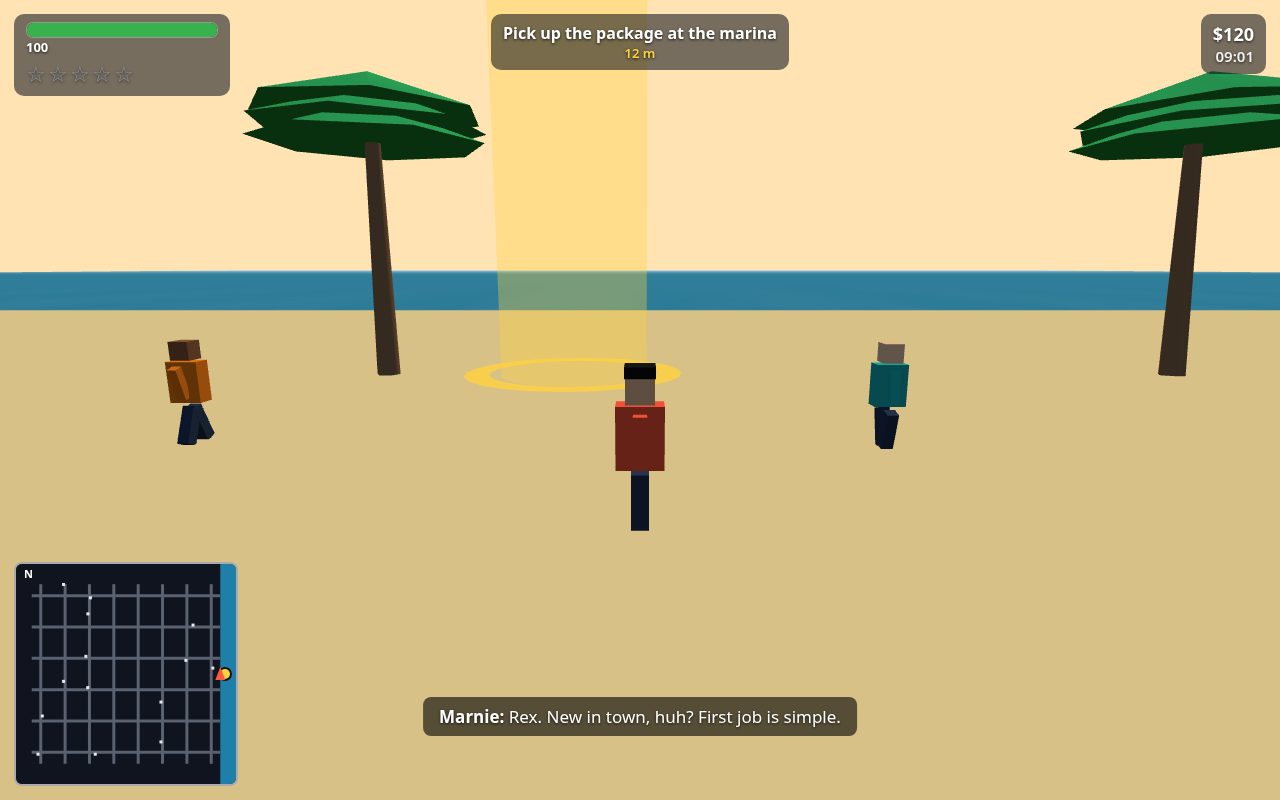 100
☆☆☆☆☆
Pick up the package at the marina
12 m
$120
09:01
N
Marnie: Rex. New in town, huh? First job is simple.